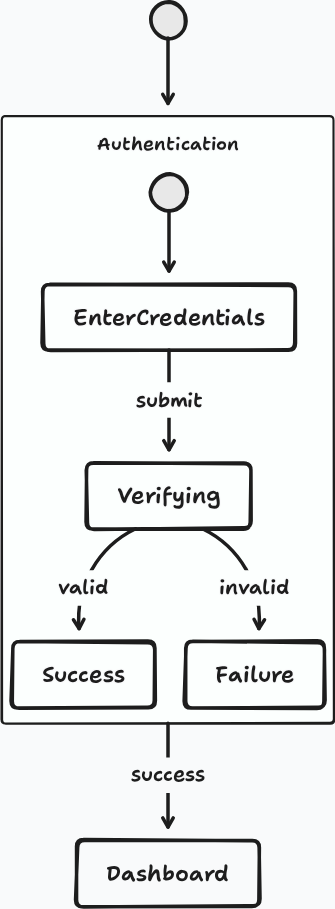 Authentication
EnterCredentials
submit
Verifying
valid
invalid
Success
Failure
success
Dashboard